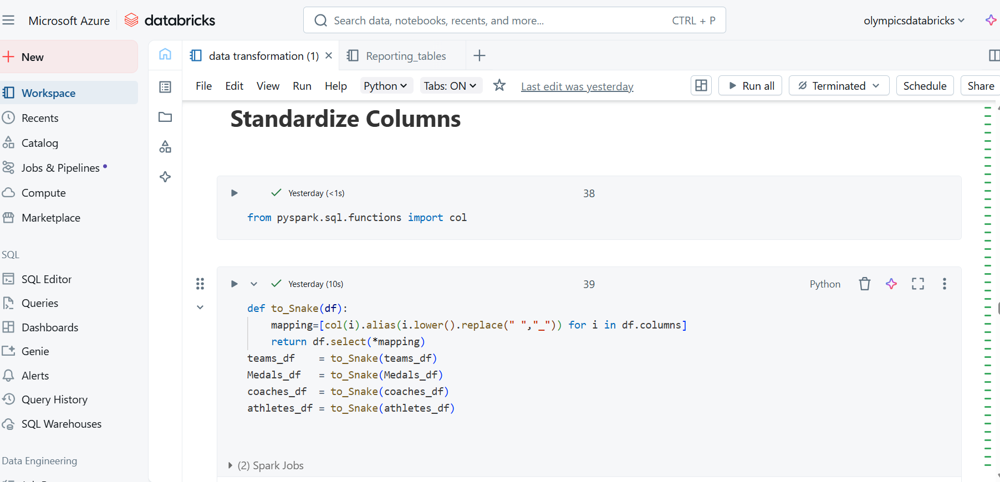 Microsoft Azure
databricks
Search data, notebooks, recents, and more...
CTRL + P
olympicsdatabricks
New
Workspace
Recents
Catalog
Jobs & Pipelines
Compute
Marketplace
SQL
SQL Editor
Queries
Dashboards
Genie
Alerts
Query History
SQL Warehouses
Data Engineering
data transformation (1)
Reporting_tables
File
Edit
View
Run
Help
Python
Tabs: ON
Last edit was yesterday
Run all
Terminated
Schedule
Share
Standardize Columns
Yesterday (<1s)
38
from pyspark.sql.functions import col
Yesterday (10s)
39
Python
def to_Snake(df):
    mapping=[col(i).alias(i.lower().replace(" ","_")) for i in df.columns]
    return df.select(*mapping)
teams_df    = to_Snake(teams_df)
Medals_df   = to_Snake(Medals_df)
coaches_df  = to_Snake(coaches_df)
athletes_df = to_Snake(athletes_df)
(2) Spark Jobs